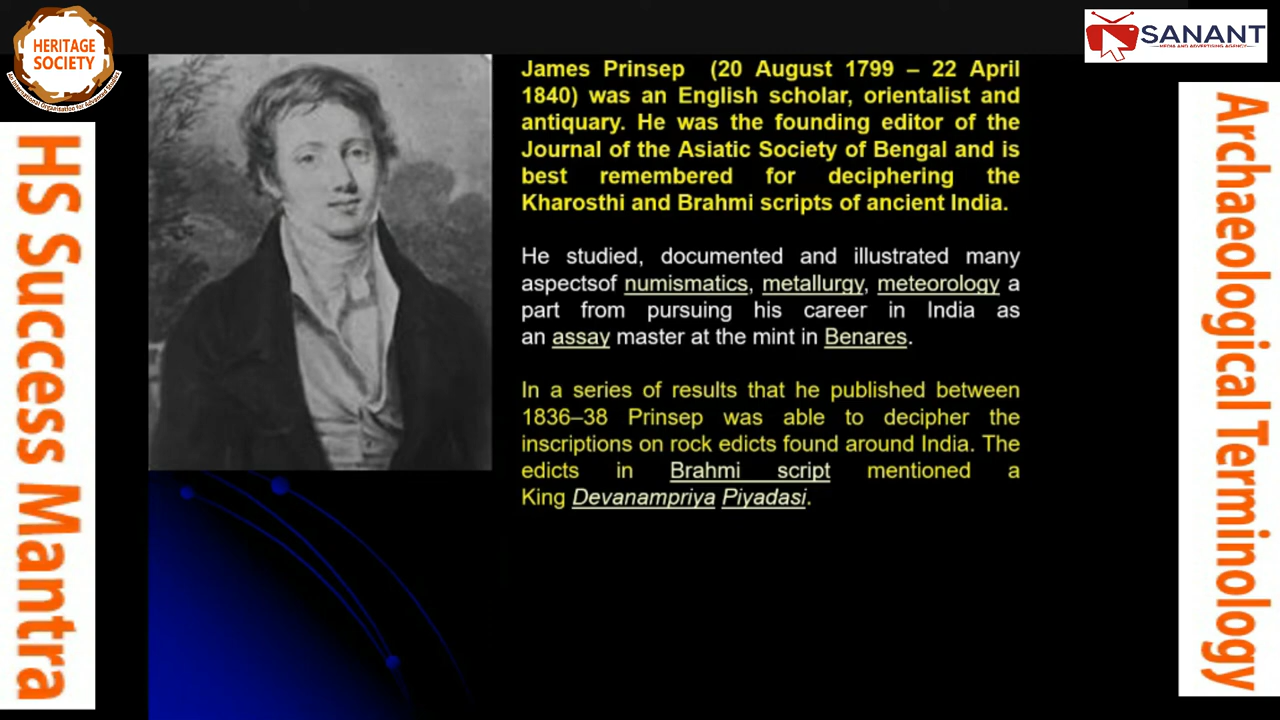 HERITAGE
SOCIETY
SANANT
MEDIA AND ADVERTISING AGENCY
HS Success Mantra
James Prinsep (20 August 1799 – 22 April
1840) was an English scholar, orientalist and
antiquary. He was the founding editor of the
Journal of the Asiatic Society of Bengal and is
best remembered for deciphering the
Kharosthi and Brahmi scripts of ancient India.
He studied, documented and illustrated many
aspectsof numismatics, metallurgy, meteorology a
part from pursuing his career in India as
an assay master at the mint in Benares.
In a series of results that he published between
1836–38 Prinsep was able to decipher the
inscriptions on rock edicts found around India. The
edicts in Brahmi script mentioned a
King Devanampriya Piyadasi.
Archaeological Terminology